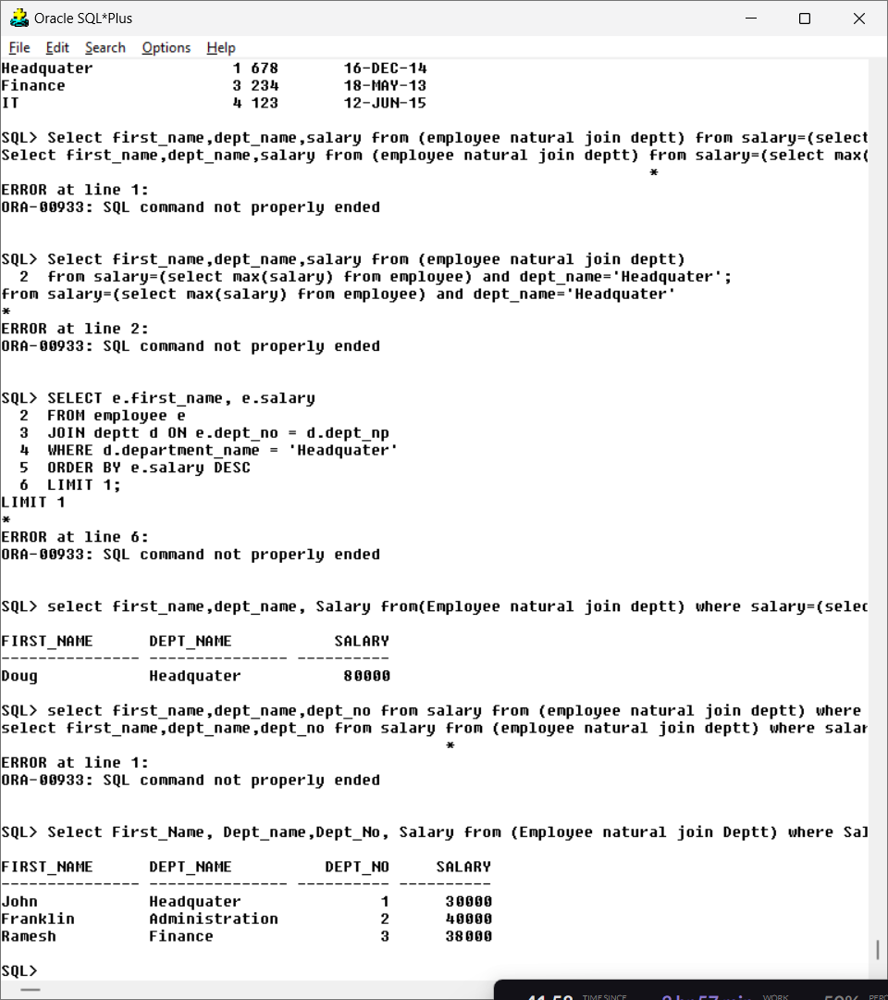 Oracle SQL*Plus
File Edit Search Options Help
Headquater 1 678 16-DEC-14
Finance 3 234 18-MAY-13
IT 4 123 12-JUN-15
SQL> Select first_name,dept_name,salary from (employee natural join deptt) from salary=(select
Select first_name,dept_name,salary from (employee natural join deptt) from salary=(select max(
*
ERROR at line 1:
ORA-00933: SQL command not properly ended
SQL> Select first_name,dept_name,salary from (employee natural join deptt)
2 from salary=(select max(salary) from employee) and dept_name='Headquater';
from salary=(select max(salary) from employee) and dept_name='Headquater'
*
ERROR at line 2:
ORA-00933: SQL command not properly ended
SQL> SELECT e.first_name, e.salary
2 FROM employee e
3 JOIN deptt d ON e.dept_no = d.dept_np
4 WHERE d.department_name = 'Headquater'
5 ORDER BY e.salary DESC
6 LIMIT 1;
LIMIT 1
*
ERROR at line 6:
ORA-00933: SQL command not properly ended
SQL> select first_name,dept_name, Salary from(Employee natural join deptt) where salary=(selec
FIRST_NAME DEPT_NAME SALARY
--------------- --------------- ----------
Doug Headquater 80000
SQL> select first_name,dept_name,dept_no from salary from (employee natural join deptt) where
select first_name,dept_name,dept_no from salary from (employee natural join deptt) where salar
*
ERROR at line 1:
ORA-00933: SQL command not properly ended
SQL> Select First_Name, Dept_name,Dept_No, Salary from (Employee natural join Deptt) where Sal
FIRST_NAME DEPT_NAME DEPT_NO SALARY
--------------- --------------- ---------- ----------
John Headquater 1 30000
Franklin Administration 2 40000
Ramesh Finance 3 38000
SQL>
TIME SINCE WORK